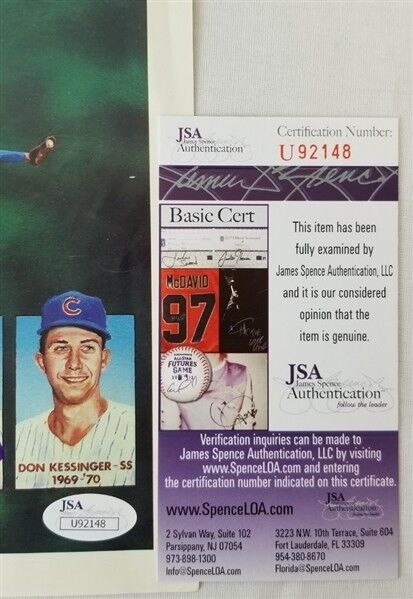 JSA
James Spence
Authentication
Certification Number:
U92148
Basic Cert
McDAVID
97
ALL★STAR
FUTURES
GAME
This item has been
fully examined by
James Spence Authentication, LLC
and it is our considered
opinion that the
item is genuine.
JSA
James Spence
Authentication
follow the leader
Verification inquiries can be made to
James Spence Authentication, LLC by visiting
www.SpenceLOA.com and entering
the certification number indicated on this certificate.
www.SpenceLOA.com
JSA
2 Sylvan Way, Suite 102
Parsippany, NJ 07054
973-898-1300
Info@SpenceLOA.com
3223 N.W. 10th Terrace, Suite 604
Fort Lauderdale, FL 33309
954-380-8670
Florida@SpenceLOA.com
C
DON KESSINGER-SS
1969-'70
JSA
U92148